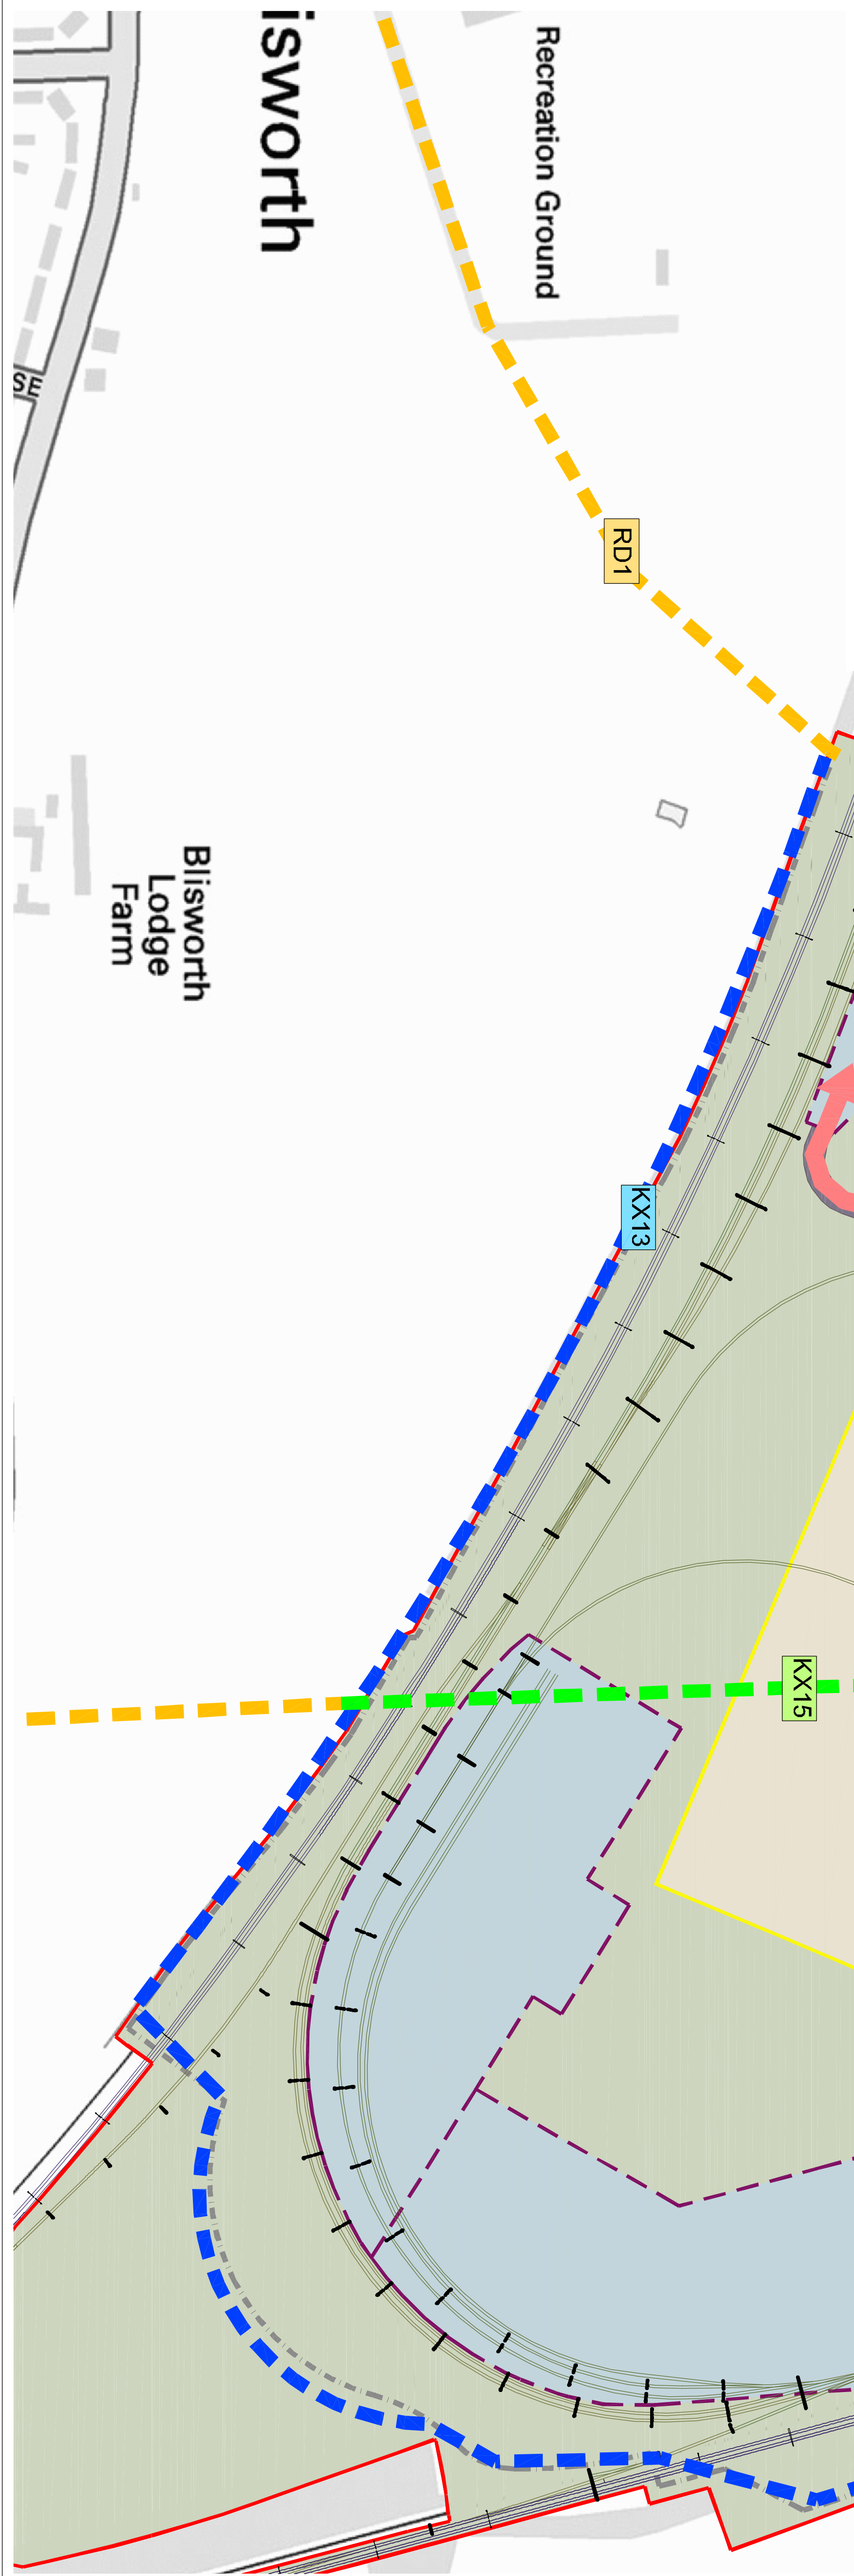 isworth
Recreation Ground
SE
RD1
Blisworth
Lodge
Farm
KX13
KX15